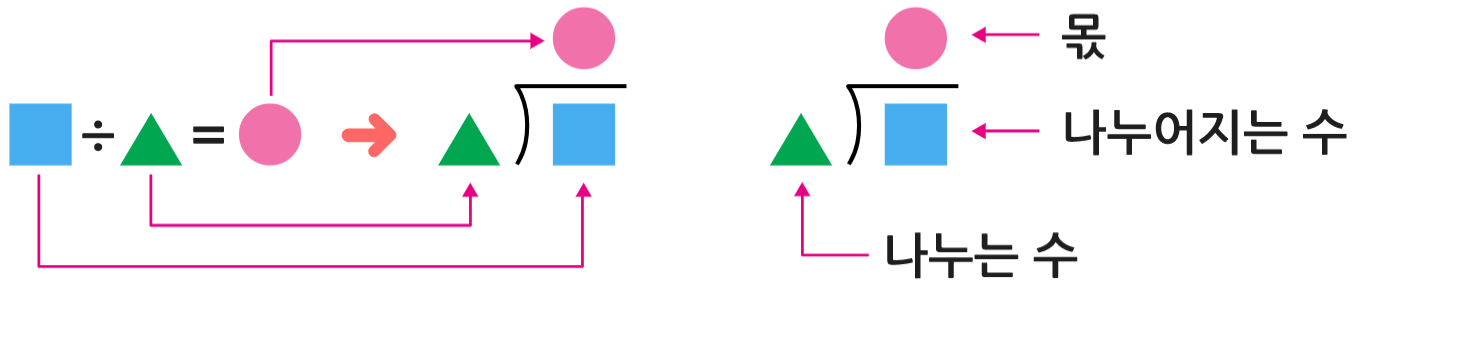 ÷ =
몫
나누어지는 수
나누는 수